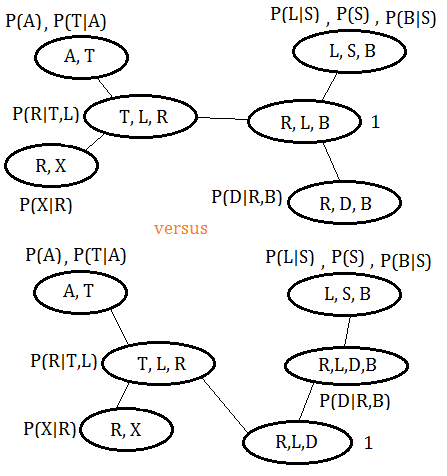 P(A) , P(T|A)
P(L|S) , P(S) , P(B|S)
A, T
L, S, B
P(R|T,L)
T, L, R
R, L, B
1
R, X
P(X|R)
P(D|R,B)
R, D, B
versus
P(A) , P(T|A)
P(L|S) , P(S) , P(B|S)
A, T
L, S, B
P(R|T,L)
T, L, R
R,L,D,B
P(D|R,B)
P(X|R)
R, X
R,L,D
1